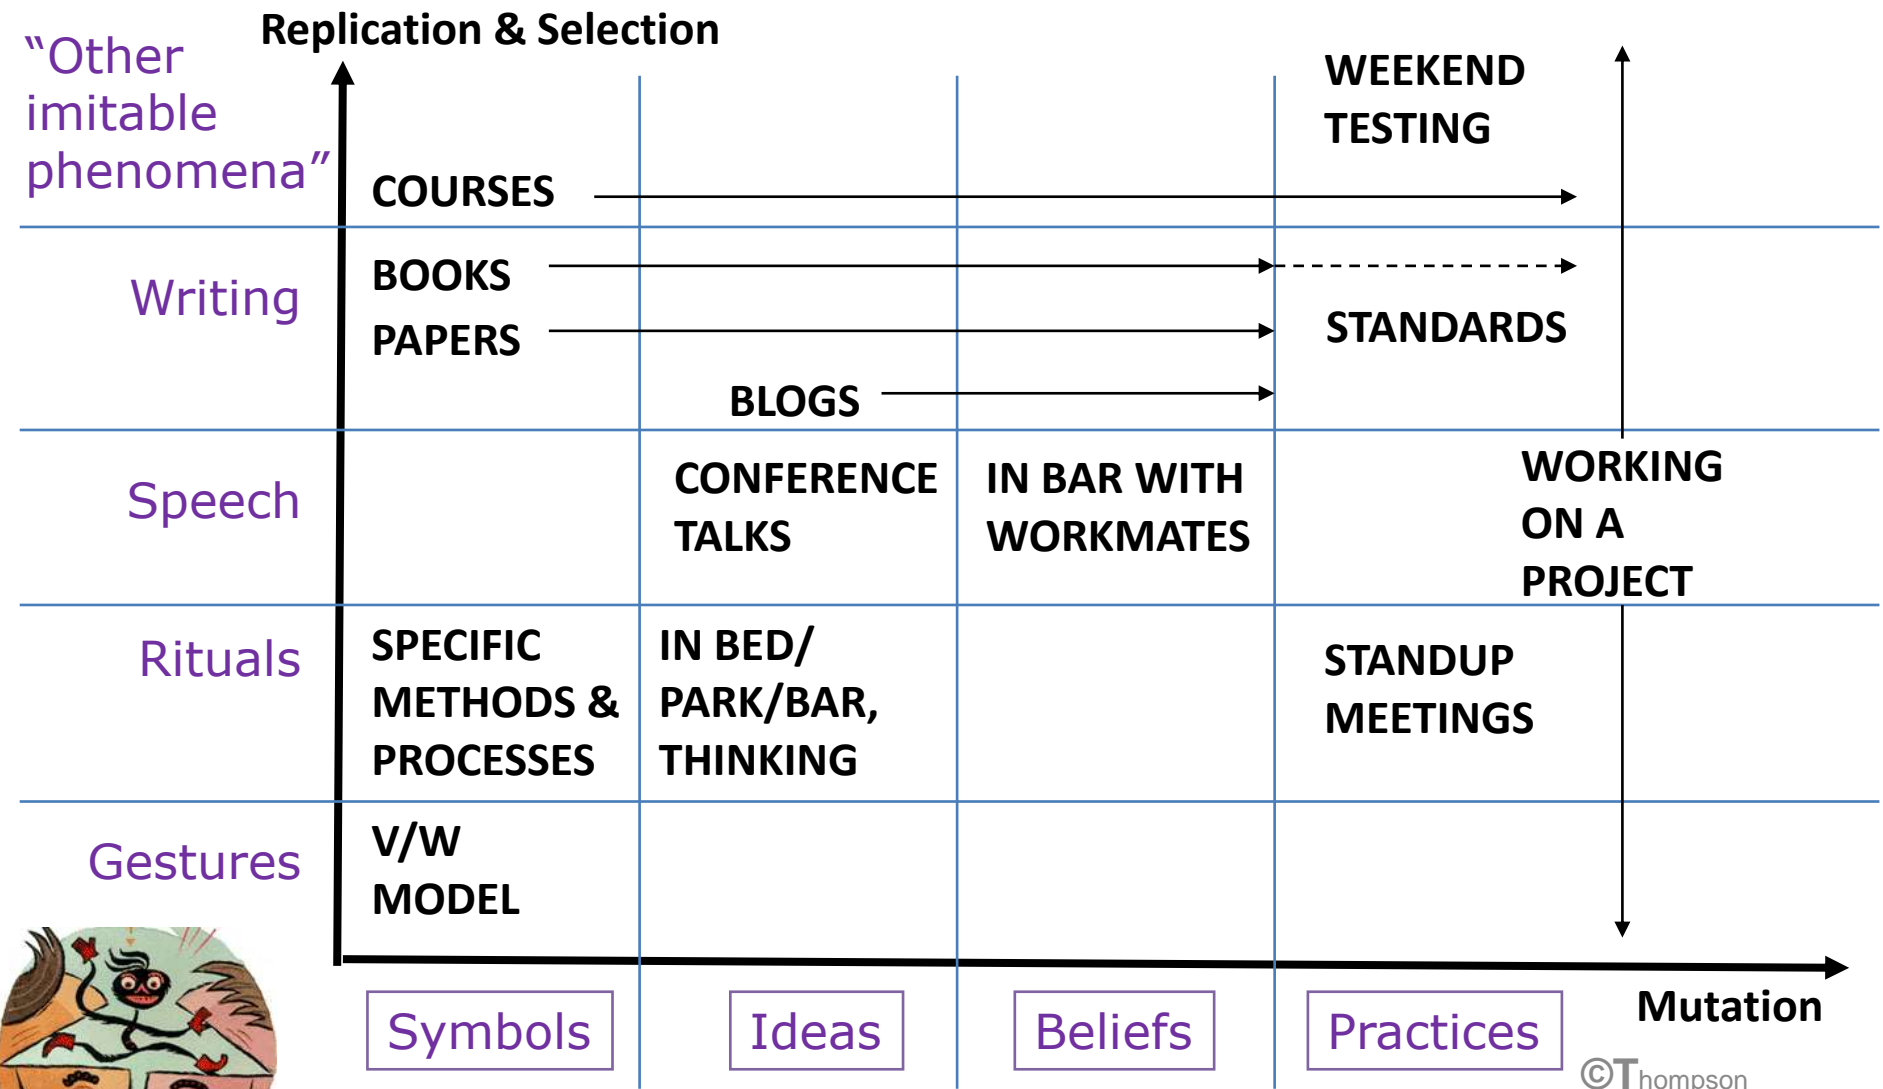 Replication & Selection
“Other
imitable
phenomena”
WEEKEND
TESTING
COURSES
Writing
BOOKS
PAPERS
STANDARDS
BLOGS
Speech
CONFERENCE
TALKS
IN BAR WITH
WORKMATES
WORKING
ON A
PROJECT
Rituals
SPECIFIC
METHODS &
PROCESSES
IN BED/
PARK/BAR,
THINKING
STANDUP
MEETINGS
Gestures
V/W
MODEL
Symbols
Ideas
Beliefs
Practices
Mutation
©Thompson